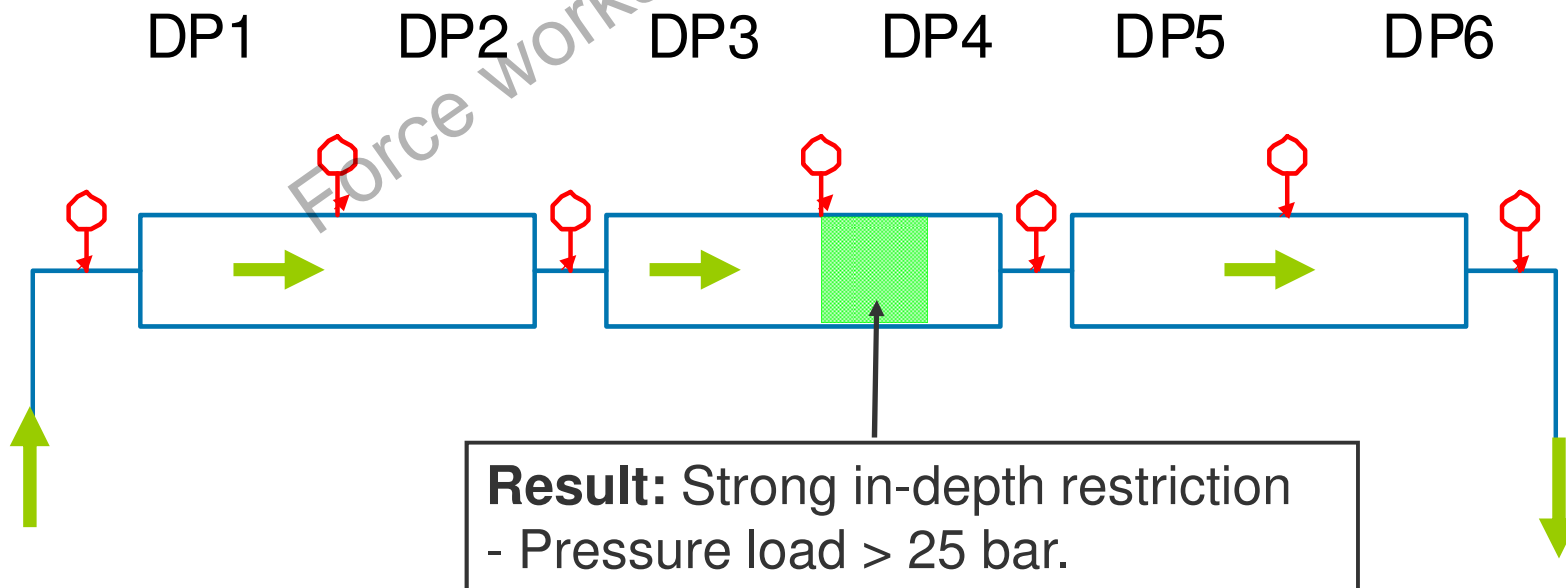 DP1 DP2 DP3 DP4 DP5 DP6
Force
Result: Strong in-depth restriction
- Pressure load > 25 bar.